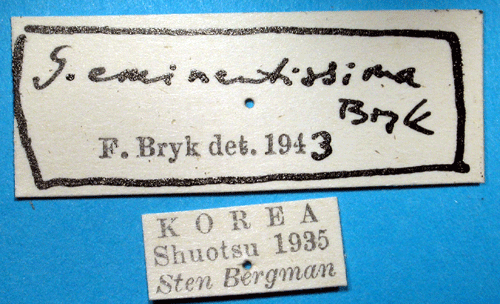 G. eminentissima
Bryk
F. Bryk det. 1943
KOREA
Shuotsu 1935
Sten Bergman